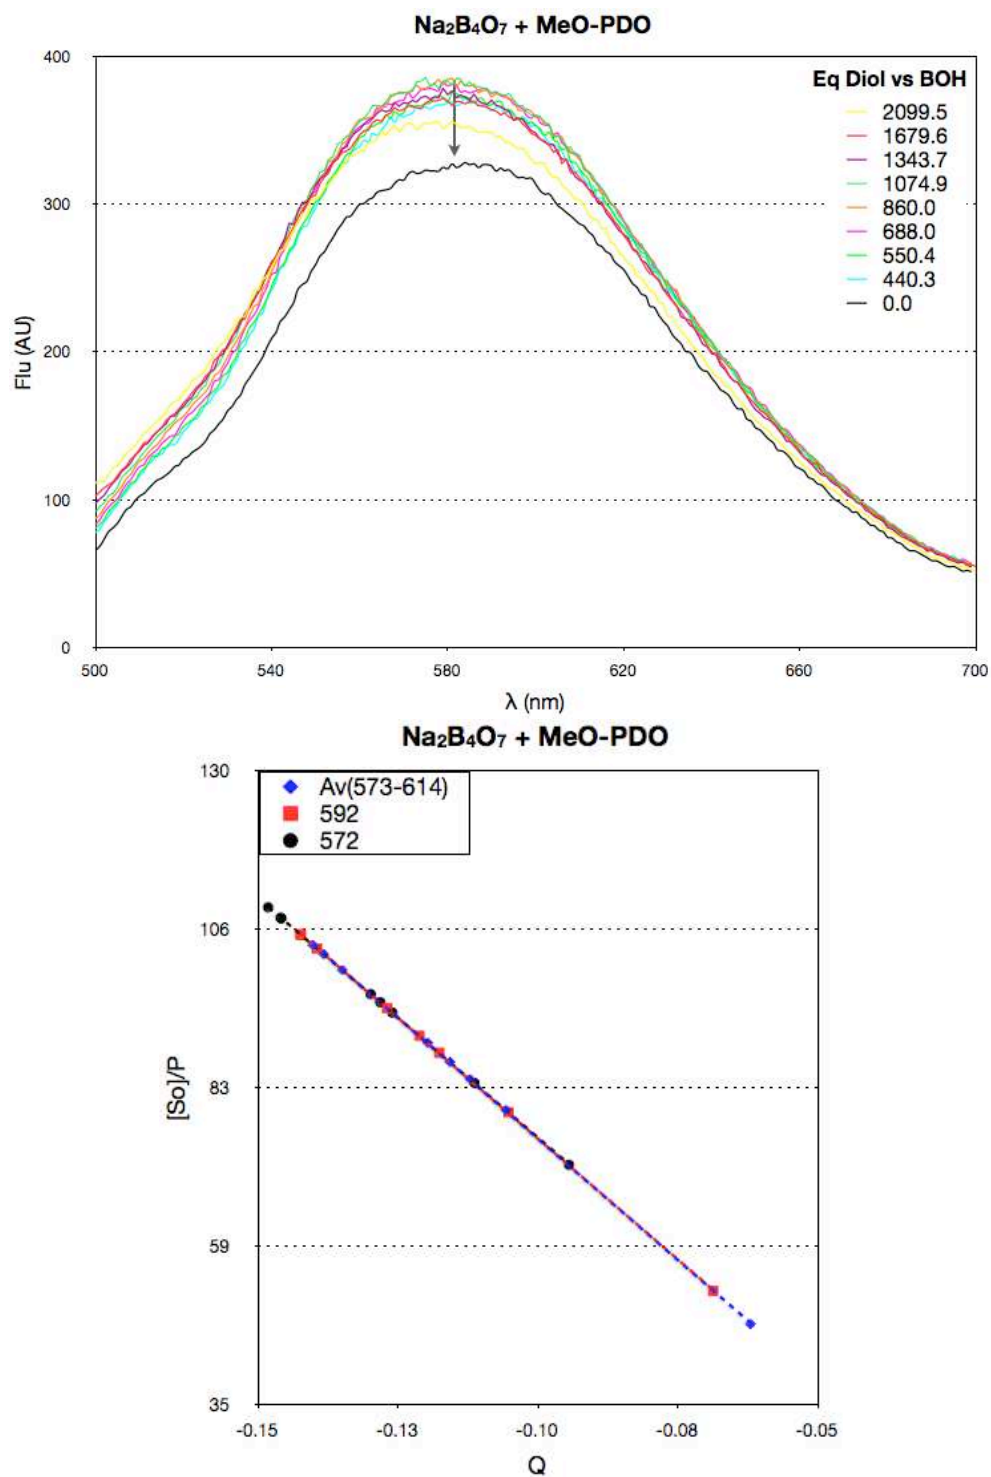 Na₂B₄O₇ + MeO-PDO
400
300
200
100
0
Flu (AU)
Eq Diol vs BOH
2099.5
1679.6
1343.7
1074.9
860.0
688.0
550.4
440.3
0.0
500 540 580 620 660 700
λ (nm)
Na₂B₄O₇ + MeO-PDO
130
106
83
59
35
[So]/P
Av(573-614)
592
572
-0.15 -0.13 -0.10 -0.08 -0.05
Q